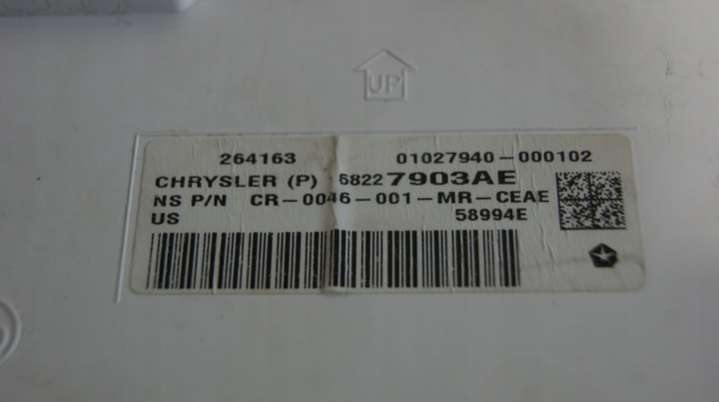 UP
264163 01027940-000102
CHRYSLER (P) 68227903AE
NS P/N CR-0046-001-MR-CEAE
US 58994E